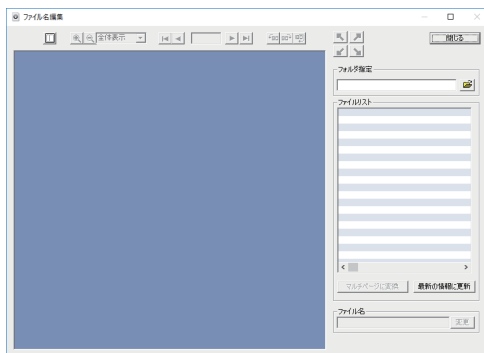 ファイル名編集
全体表示
閉じる
フォルダ指定
ファイルリスト
マルチページに変換
最新の情報に更新
ファイル名
変更